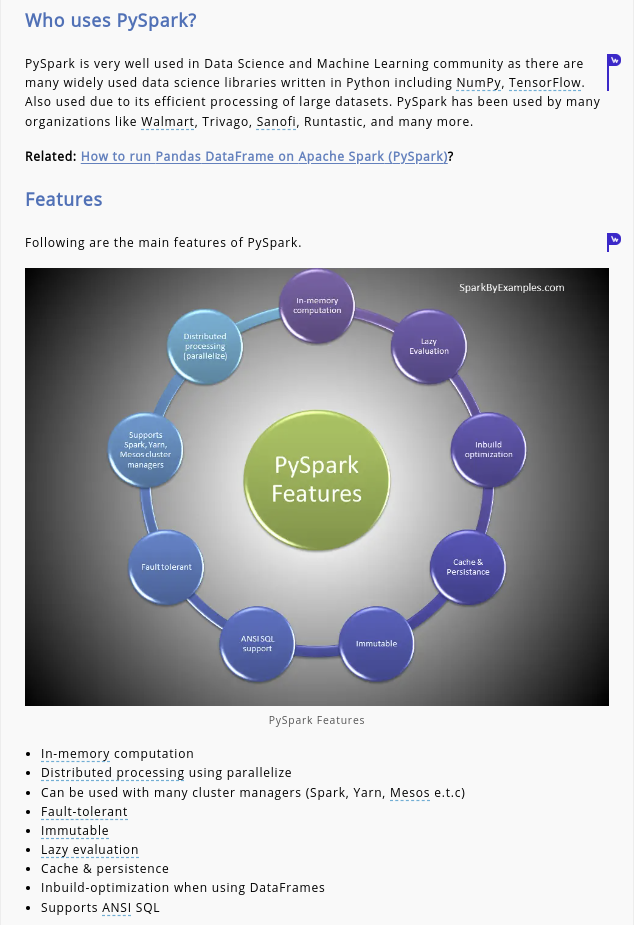 Who uses PySpark?
PySpark is very well used in Data Science and Machine Learning community as there are
many widely used data science libraries written in Python including NumPy, TensorFlow.
Also used due to its efficient processing of large datasets. PySpark has been used by many
organizations like Walmart, Trivago, Sanofi, Runtastic, and many more.
Related: How to run Pandas DataFrame on Apache Spark (PySpark)?
Features
Following are the main features of PySpark.
SparkByExamples.com
In-memory
computation
Lazy
Evaluation
Inbuild
optimization
Cache &
Persistance
Immutable
ANSI SQL
support
Fault tolerant
Supports
Spark, Yarn,
Mesos cluster
managers
Distributed
processing
(parallelize)
PySpark
Features
PySpark Features
• In-memory computation
• Distributed processing using parallelize
• Can be used with many cluster managers (Spark, Yarn, Mesos e.t.c)
• Fault-tolerant
• Immutable
• Lazy evaluation
• Cache & persistence
• Inbuild-optimization when using DataFrames
• Supports ANSI SQL